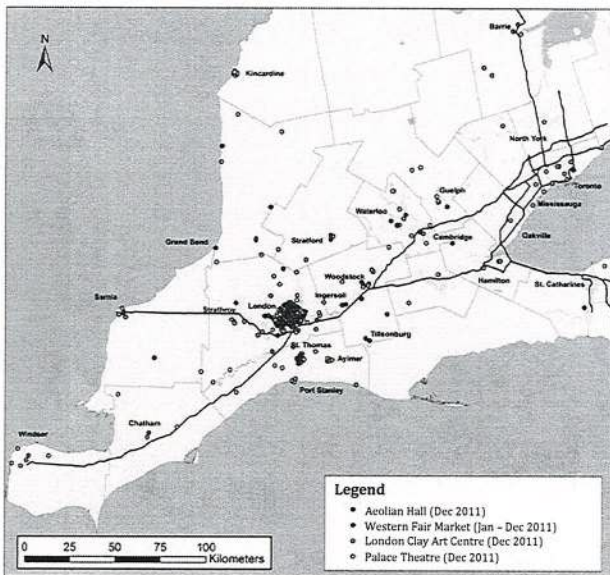 N
Barrie
Kincardine
North York
Toronto
Guelph
Waterloo
Mississauga
Cambridge
Oakville
Grand Bend
Stratford
Woodstock
Hamilton
St. Catharines
Sarnia
London
Ingersoll
Strathroy
Tillsonburg
St. Thomas
Aylmer
Port Stanley
Chatham
Windsor
Legend
Aeolian Hall (Dec 2011)
Western Fair Market (Jan – Dec 2011)
London Clay Art Centre (Dec 2011)
Palace Theatre (Dec 2011)
0 25 50 75 100
Kilometers